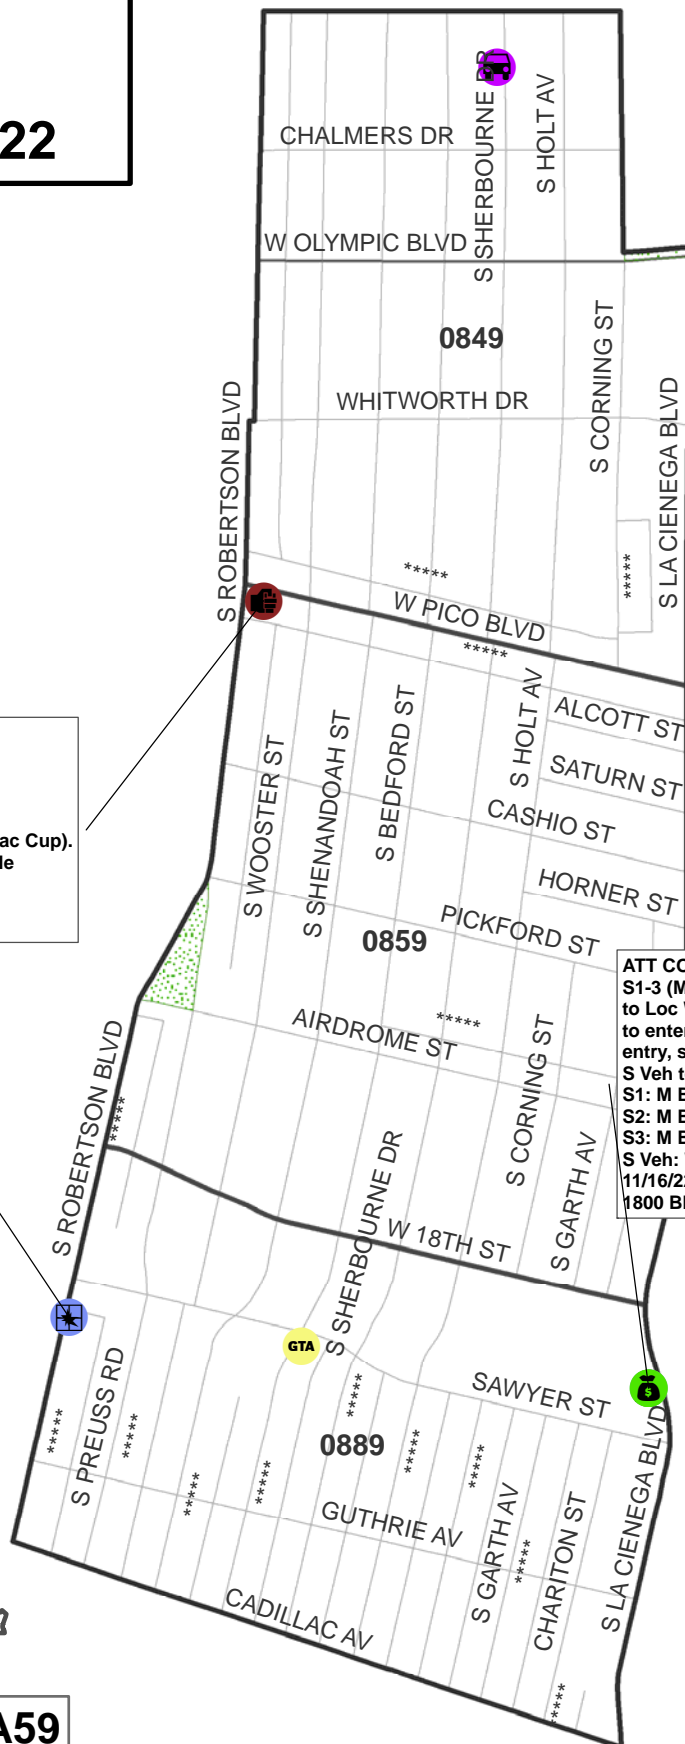 22
CHALMERS DR
S SHERBOURNE DR
S HOLT AV
W OLYMPIC BLVD
0849
S CORNING ST
WHITWORTH DR
S ROBERTSON BLVD
S LA CIENEGA BLVD
*****
*****
W PICO BLVD
*****
S HOLT AV
ALCOTT ST
SATURN ST
CASHIO ST
HORNER ST
S WOOSTER ST
S SHENANDOAH ST
S BEDFORD ST
PICKFORD ST
0859
ac Cup).
le
ATT CO
S1-3 (M
to Loc
to enter
entry, s
S Veh t
S1: M B
S2: M B
S3: M B
S Veh:
11/16/2
1800 Bl
AIRDROME ST
*****
S CORNING ST
S ROBERTSON BLVD
*****
S GARTH AV
S SHERBOURNE DR
W 18TH ST
GTA
$
SAWYER ST
S PREUSS RD
*****
*****
*****
*****
*****
*****
*****
0889
GUTHRIE AV
S GARTH AV
*****
CHARITON ST
S LA CIENEGA BLVD
CADILLAC AV
*****
A59